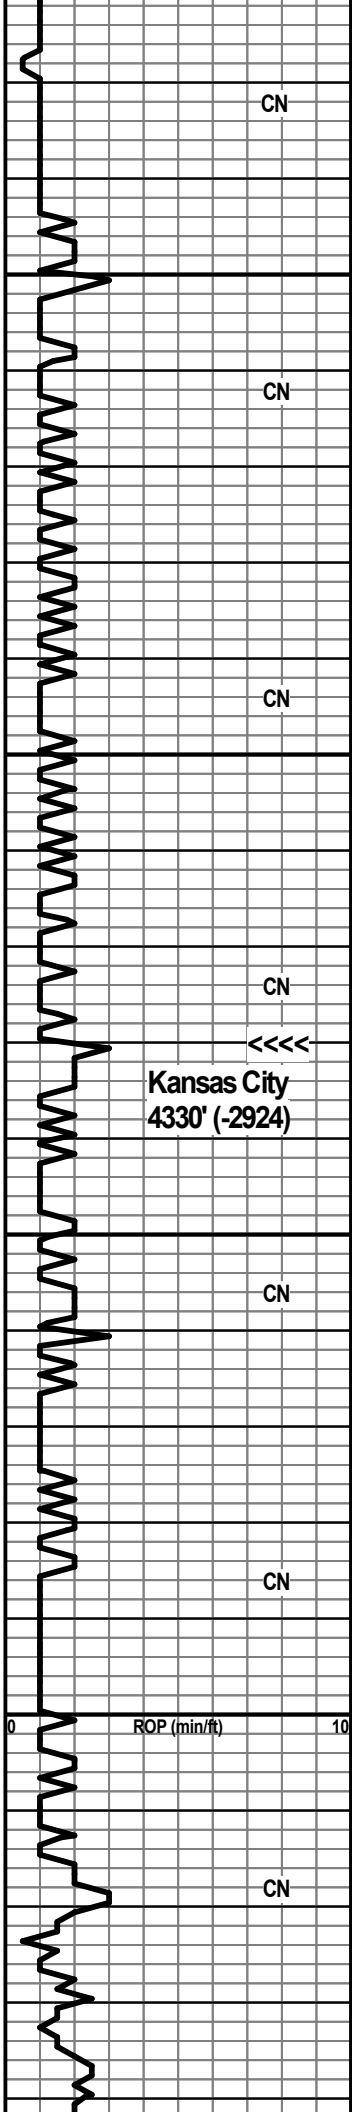 CN
CN
CN
CN
<<<<
Kansas City
4330' (-2924)
CN
CN
0 ROP (min/ft) 10
CN